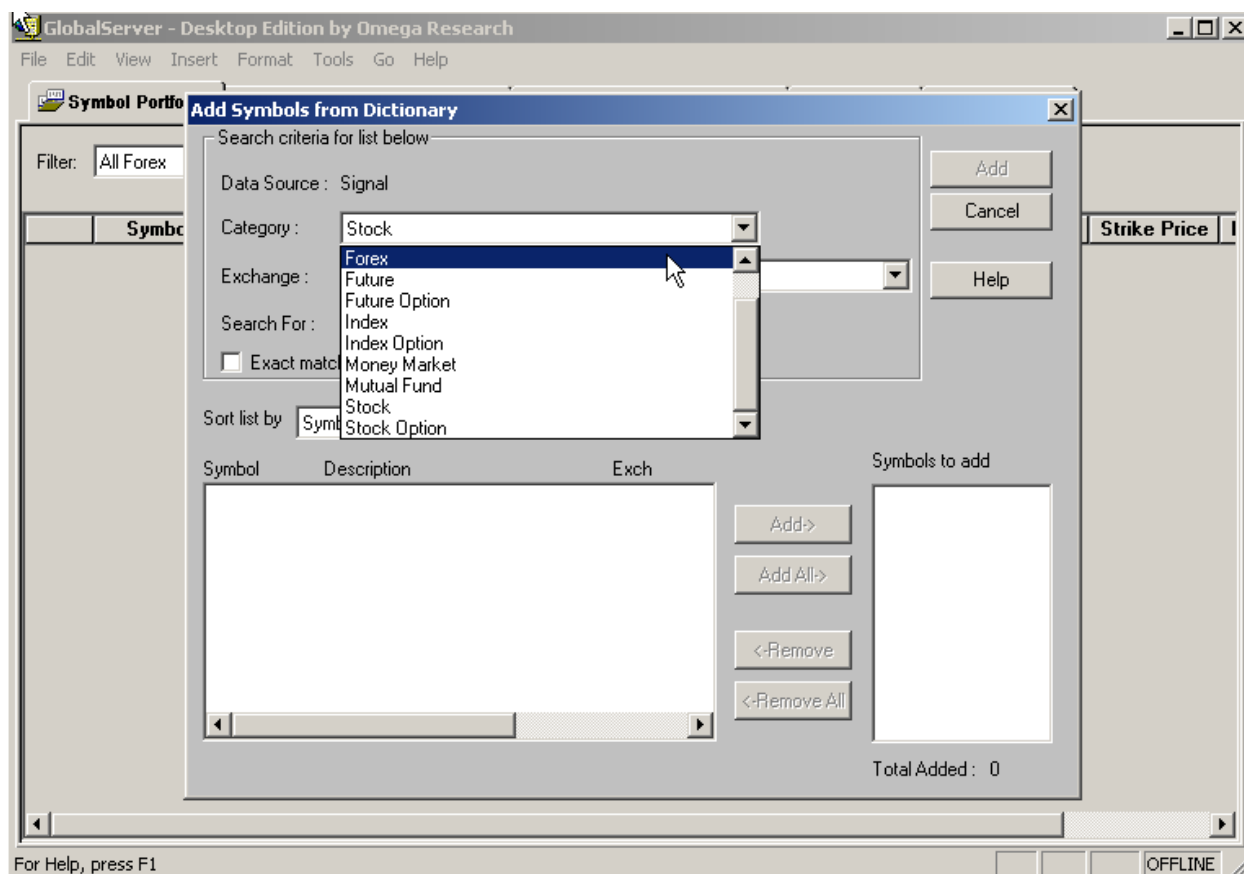 GlobalServer - Desktop Edition by Omega Research
File Edit View Insert Format Tools Go Help
Symbol Portfo
Add Symbols from Dictionary
Search criteria for list below
Filter: All Forex
Data Source : Signal
Add
Category : Stock
Cancel
Symbo
Strike Price
Forex
Exchange :
Future
Help
Future Option
Search For :
Index
Index Option
Exact match
Money Market
Mutual Fund
Stock
Sort list by Symb
Stock Option
Symbol Description Exch
Symbols to add
Add->
Add All->
<-Remove
<-Remove All
Total Added : 0
For Help, press F1
OFFLINE